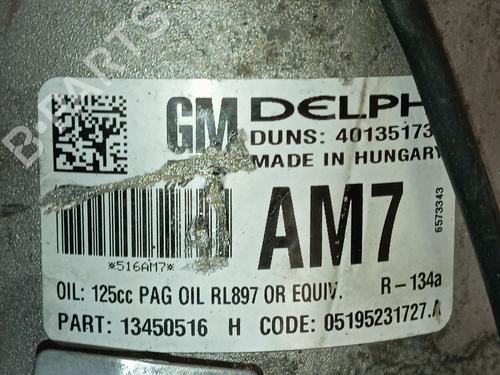 B-PARTS
GM DELPH
DUNS: 40135173
MADE IN HUNGARY
AM7
6573343
*516AM7*
OIL: 125cc PAG OIL RL897 OR EQUIV. R-134a
PART: 13450516 H CODE: 05195231727.A